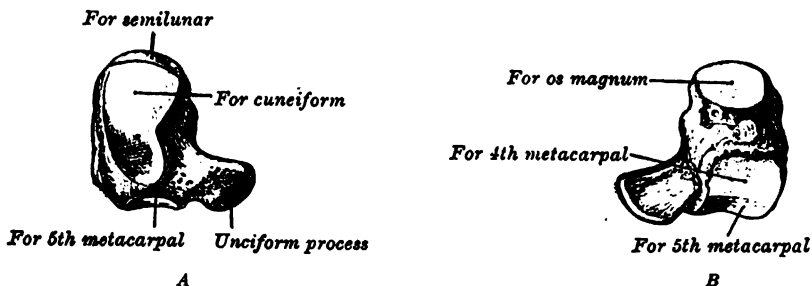 For semilunar
For cuneiform
For 5th metacarpal
Unciform process
A
For os magnum
For 4th metacarpal
For 5th metacarpal
B